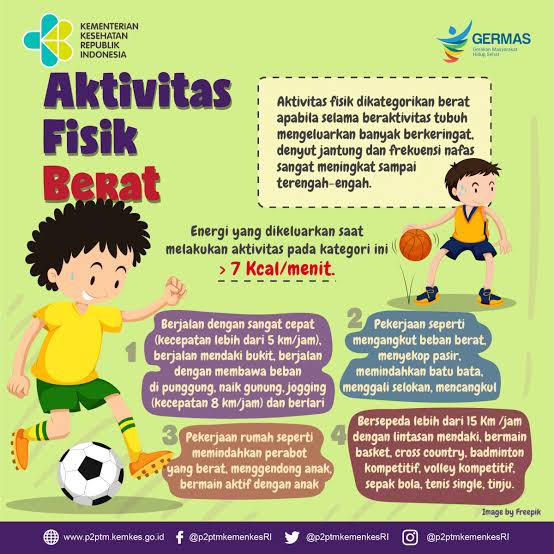 KEMENTERIAN
KESEHATAN
REPUBLIK
INDONESIA
GERMAS
Gerakan Masyarakat
Hidup Sehat
Aktivitas
Fisik
Berat
Aktivitas fisik dikategorikan berat
apabila selama beraktivitas tubuh
mengeluarkan banyak berkeringat,
denyut jantung dan frekuensi nafas
sangat meningkat sampai
terengah-engah.
Energi yang dikeluarkan saat
melakukan aktivitas pada kategori ini
> 7 Kcal/menit.
1
Berjalan dengan sangat cepat
(kecepatan lebih dari 5 km/jam),
berjalan mendaki bukit, berjalan
dengan membawa beban
di punggung, naik gunung, jogging
(kecepatan 8 km/jam) dan berlari
2
Pekerjaan seperti
mengangkut beban berat,
menyekop pasir,
memindahkan batu bata,
menggali selokan, mencangkul
3
Pekerjaan rumah seperti
memindahkan perabot
yang berat, menggendong anak,
bermain aktif dengan anak
4
Bersepeda lebih dari 15 Km /jam
dengan lintasan mendaki, bermain
basket, cross country, badminton
kompetitif, volley kompetitif,
sepak bola, tenis single, tinju.
Image by Freepik
www.p2ptm.kemkes.go.id
@p2ptmkemenkesRI
@p2ptmkemenkesRI
@p2ptmkemenkesRI